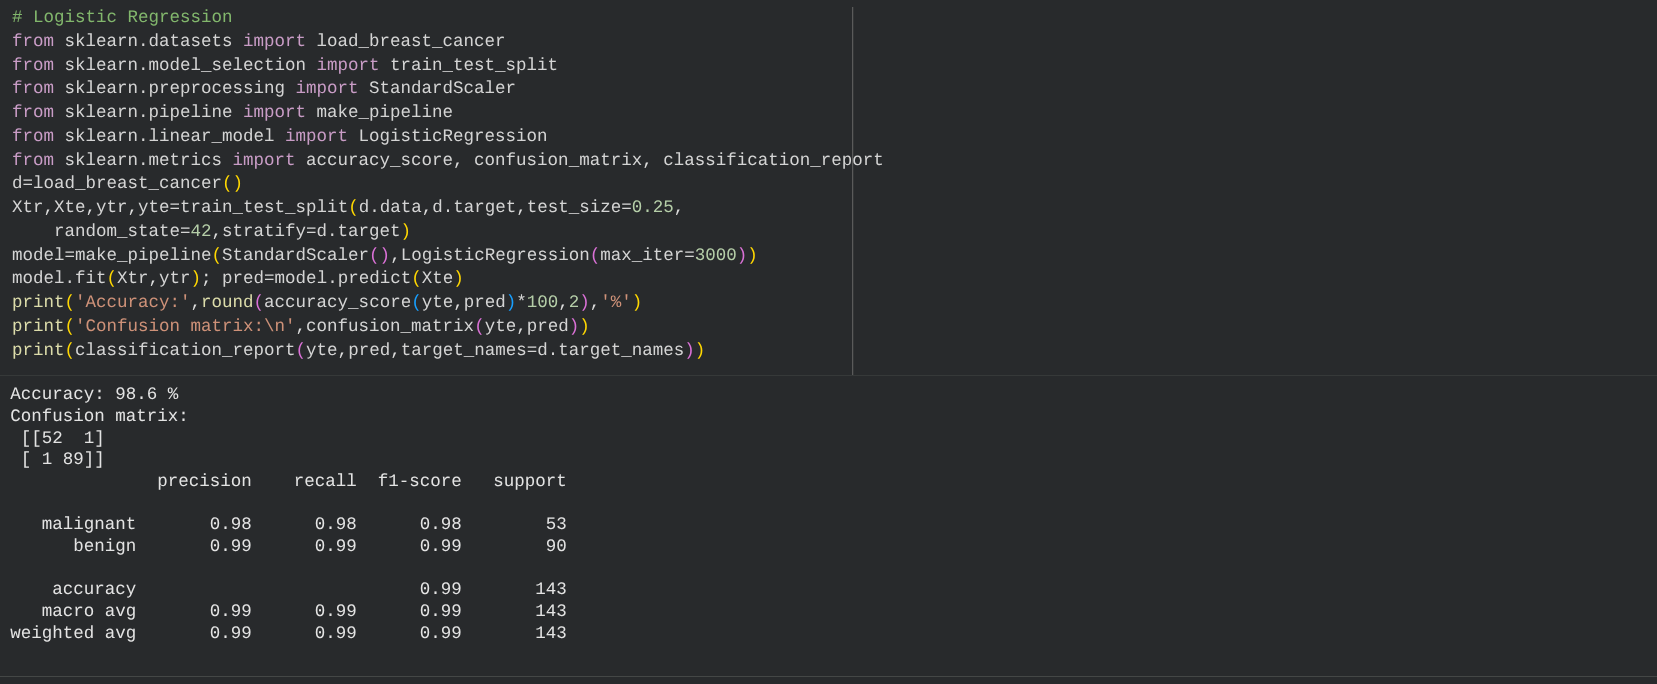 # Logistic Regression
from sklearn.datasets import load_breast_cancer
from sklearn.model_selection import train_test_split
from sklearn.preprocessing import StandardScaler
from sklearn.pipeline import make_pipeline
from sklearn.linear_model import LogisticRegression
from sklearn.metrics import accuracy_score, confusion_matrix, classification_report
d=load_breast_cancer()
Xtr,Xte,ytr,yte=train_test_split(d.data,d.target,test_size=0.25,
    random_state=42,stratify=d.target)
model=make_pipeline(StandardScaler(),LogisticRegression(max_iter=3000))
model.fit(Xtr,ytr); pred=model.predict(Xte)
print('Accuracy:',round(accuracy_score(yte,pred)*100,2),'%')
print('Confusion matrix:\n',confusion_matrix(yte,pred))
print(classification_report(yte,pred,target_names=d.target_names))
Accuracy: 98.6 %
Confusion matrix:
 [[52  1]
 [ 1 89]]
              precision    recall  f1-score   support
   malignant       0.98      0.98      0.98        53
      benign       0.99      0.99      0.99        90
    accuracy                           0.99       143
   macro avg       0.99      0.99      0.99       143
weighted avg       0.99      0.99      0.99       143